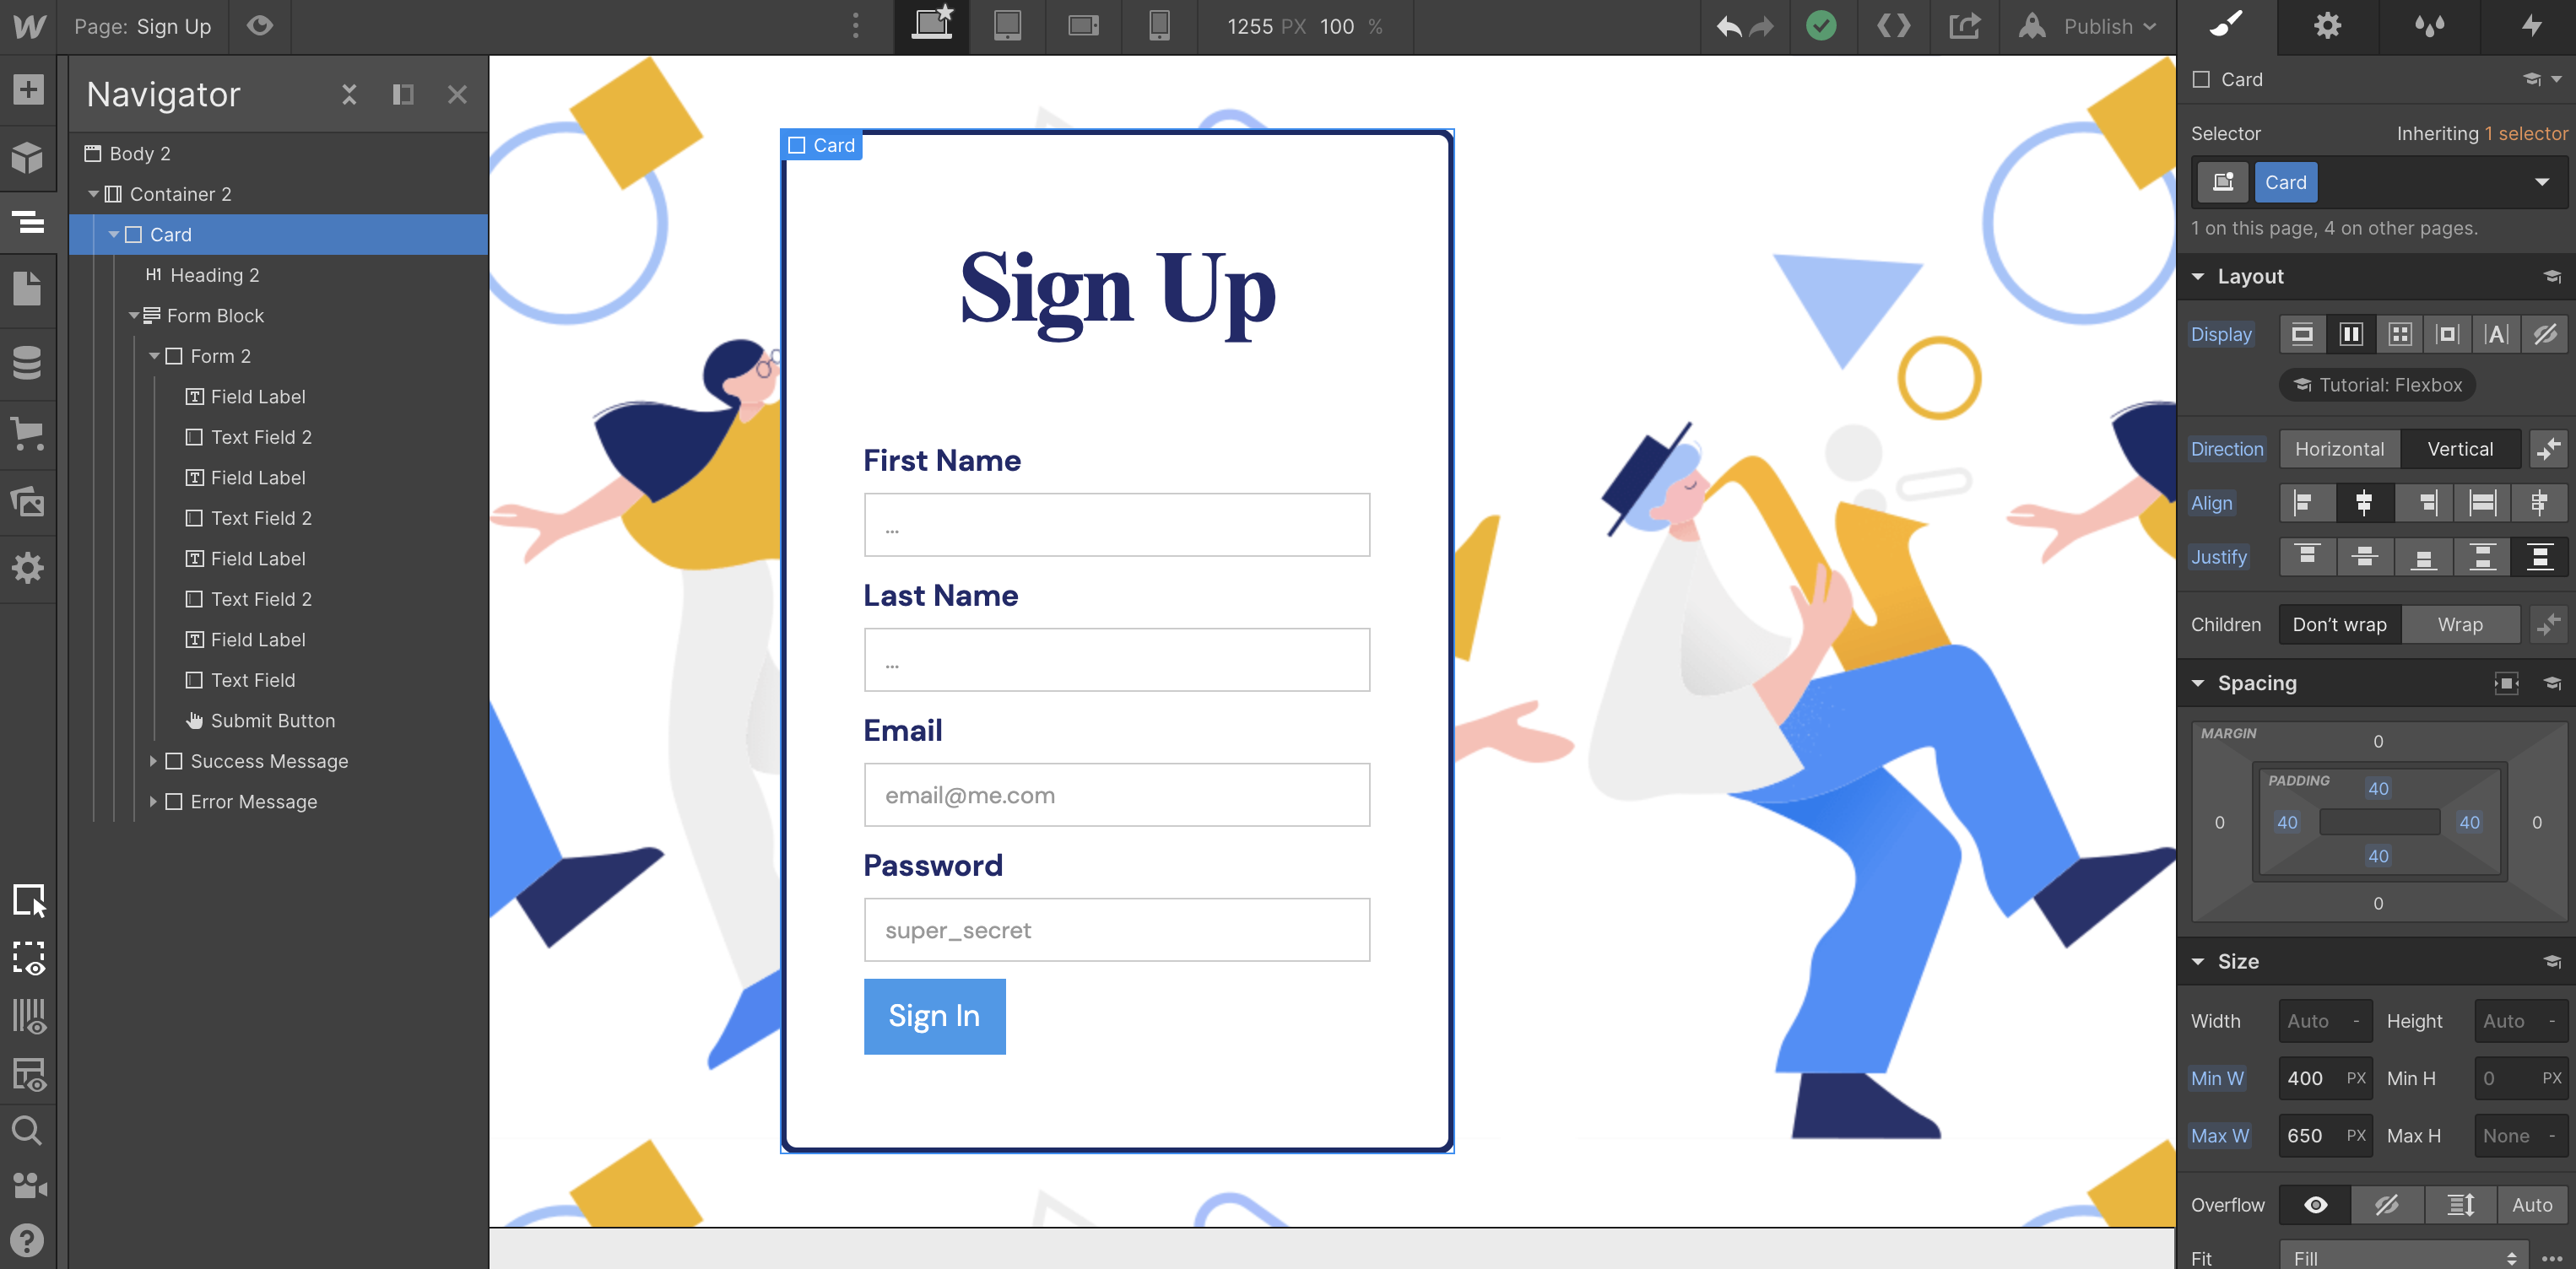 Page: Sign Up
1255 PX 100 %
Publish
Navigator
Body 2
Container 2
Card
H1 Heading 2
Form Block
Form 2
Field Label
Text Field 2
Field Label
Text Field 2
Field Label
Text Field 2
Field Label
Text Field
Submit Button
Success Message
Error Message
Card
Sign Up
First Name
...
Last Name
...
Email
email@me.com
Password
super_secret
Sign In
Card
Selector Inheriting 1 selector
Card
1 on this page, 4 on other pages.
Layout
Display
Tutorial: Flexbox
Direction Horizontal Vertical
Align
Justify
Children Don’t wrap Wrap
Spacing
MARGIN
0
PADDING
40
0 40 40 0
40
0
Size
Width Auto - Height Auto -
Min W 400 PX Min H 0 PX
Max W 650 PX Max H None -
Overflow Auto
Fit Fill